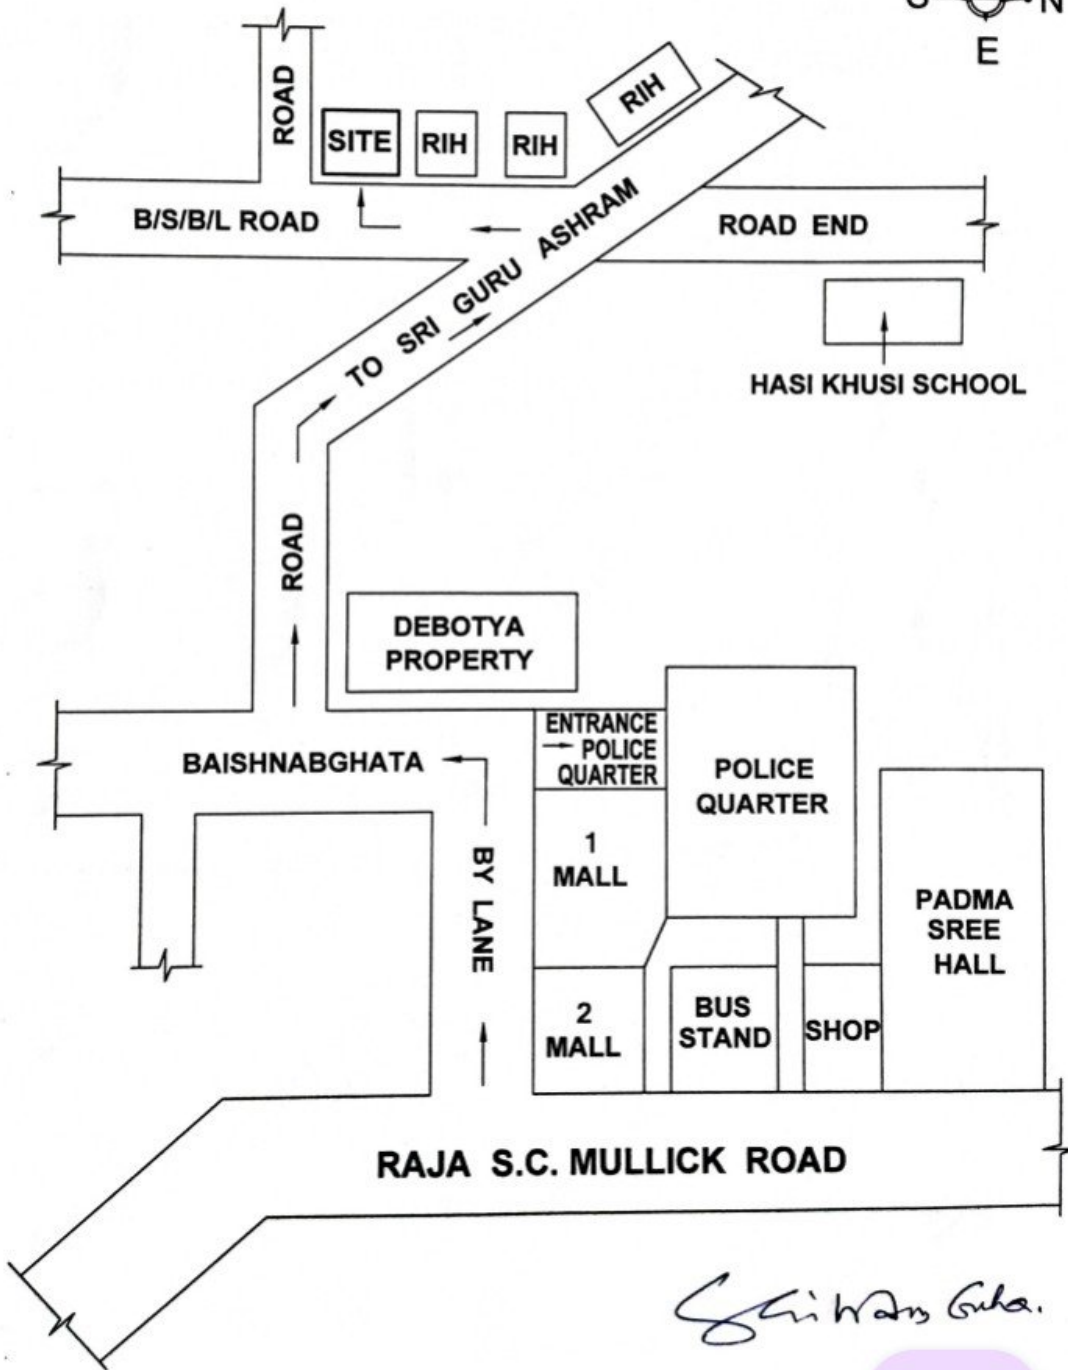 S N
E
ROAD
SITE
RIH
RIH
RIH
B/S/B/L ROAD
ROAD END
TO SRI GURU ASHRAM
HASI KHUSI SCHOOL
ROAD
DEBOTYA
PROPERTY
ENTRANCE
POLICE
QUARTER
BAISHNABGHATA
POLICE
QUARTER
1
MALL
BY LANE
PADMA
SREE
HALL
2
MALL
BUS
STAND
SHOP
RAJA S.C. MULLICK ROAD
Guha.